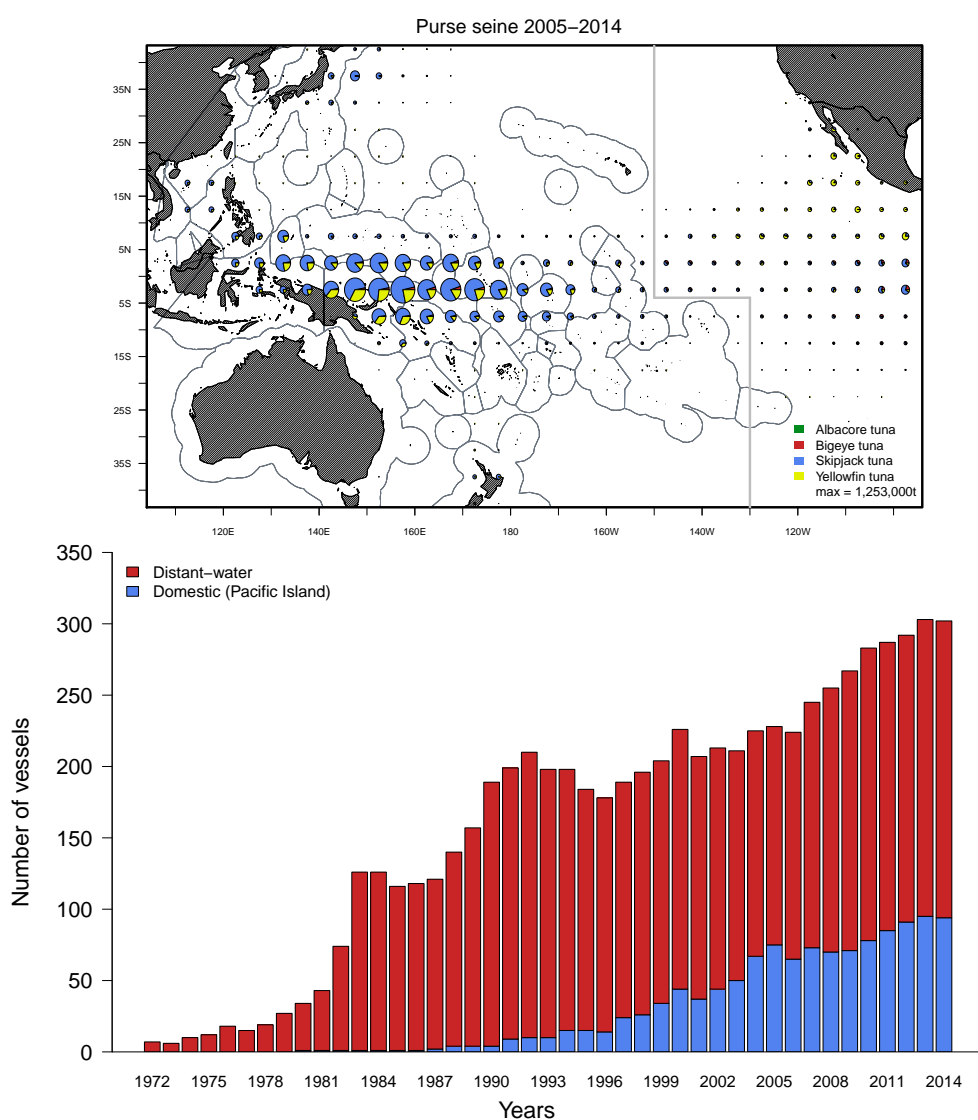 Purse seine 2005−2014
35N
25N
15N
5N
5S
15S
25S
35S
Albacore tuna
Bigeye tuna
Skipjack tuna
Yellowfin tuna
max = 1,253,000t
120E 140E 160E 180 160W 140W 120W
350
300
250
200
150
100
50
0
Number of vessels
Distant−water
Domestic (Pacific Island)
1972 1975 1978 1981 1984 1987 1990 1993 1996 1999 2002 2005 2008 2011 2014
Years